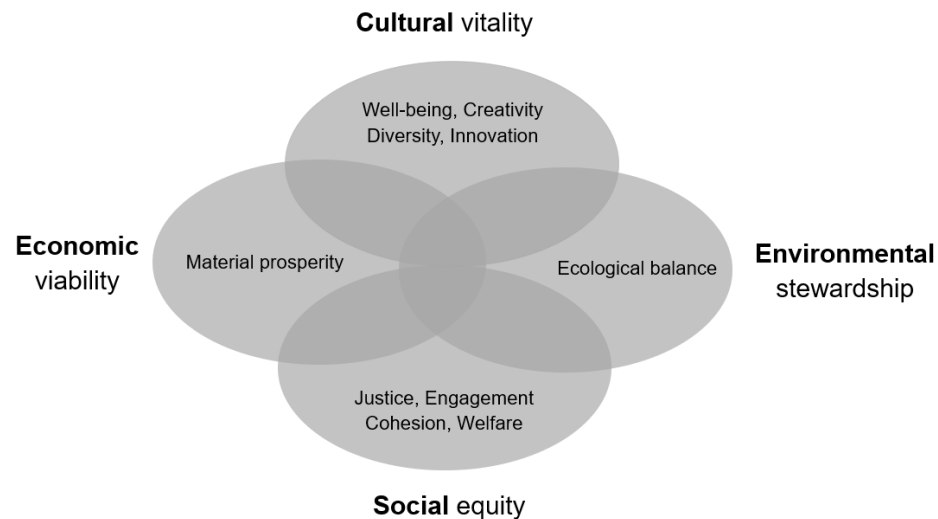 Cultural vitality
Well-being, Creativity
Diversity, Innovation
Economic
viability
Material prosperity
Ecological balance
Environmental
stewardship
Justice, Engagement
Cohesion, Welfare
Social equity